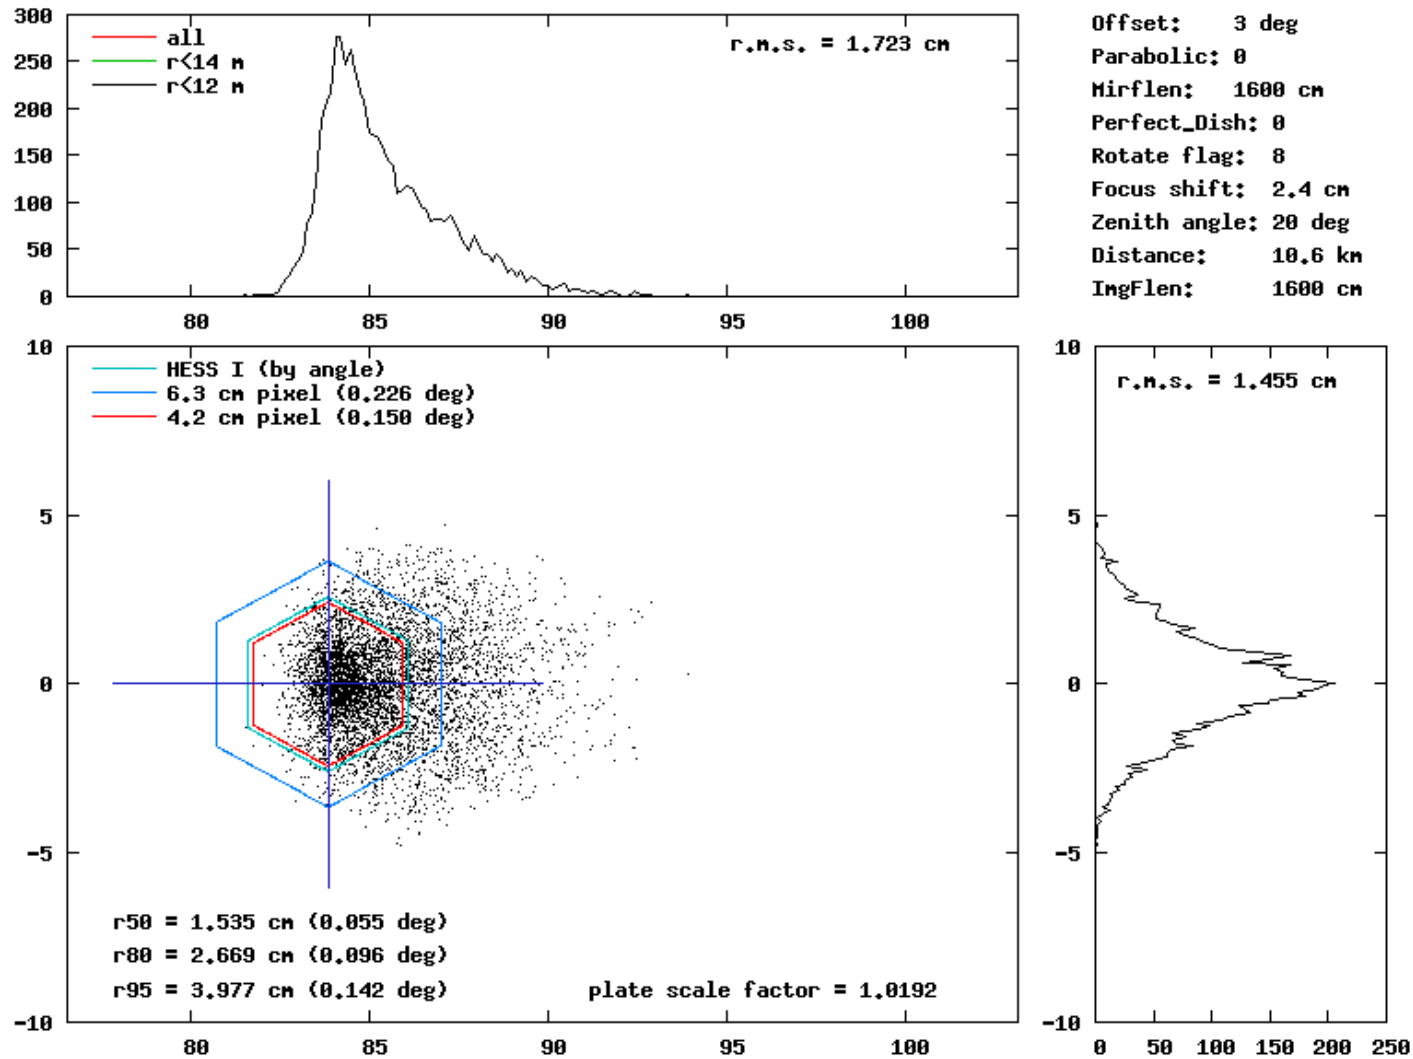 300
250
200
150
100
50
0
all
r<14 m
r<12 m
r.m.s. = 1.723 cm
80 85 90 95 100
Offset: 3 deg
Parabolic: 0
Mirflen: 1600 cm
Perfect_Dish: 0
Rotate flag: 8
Focus shift: 2.4 cm
Zenith angle: 20 deg
Distance: 10.6 km
ImgFlen: 1600 cm
10
5
0
-5
-10
HESS I (by angle)
6.3 cm pixel (0.226 deg)
4.2 cm pixel (0.150 deg)
r50 = 1.535 cm (0.055 deg)
r80 = 2.669 cm (0.096 deg)
r95 = 3.977 cm (0.142 deg)
plate scale factor = 1.0192
80 85 90 95 100
10
5
0
-5
-10
r.m.s. = 1.455 cm
0 50 100 150 200 250